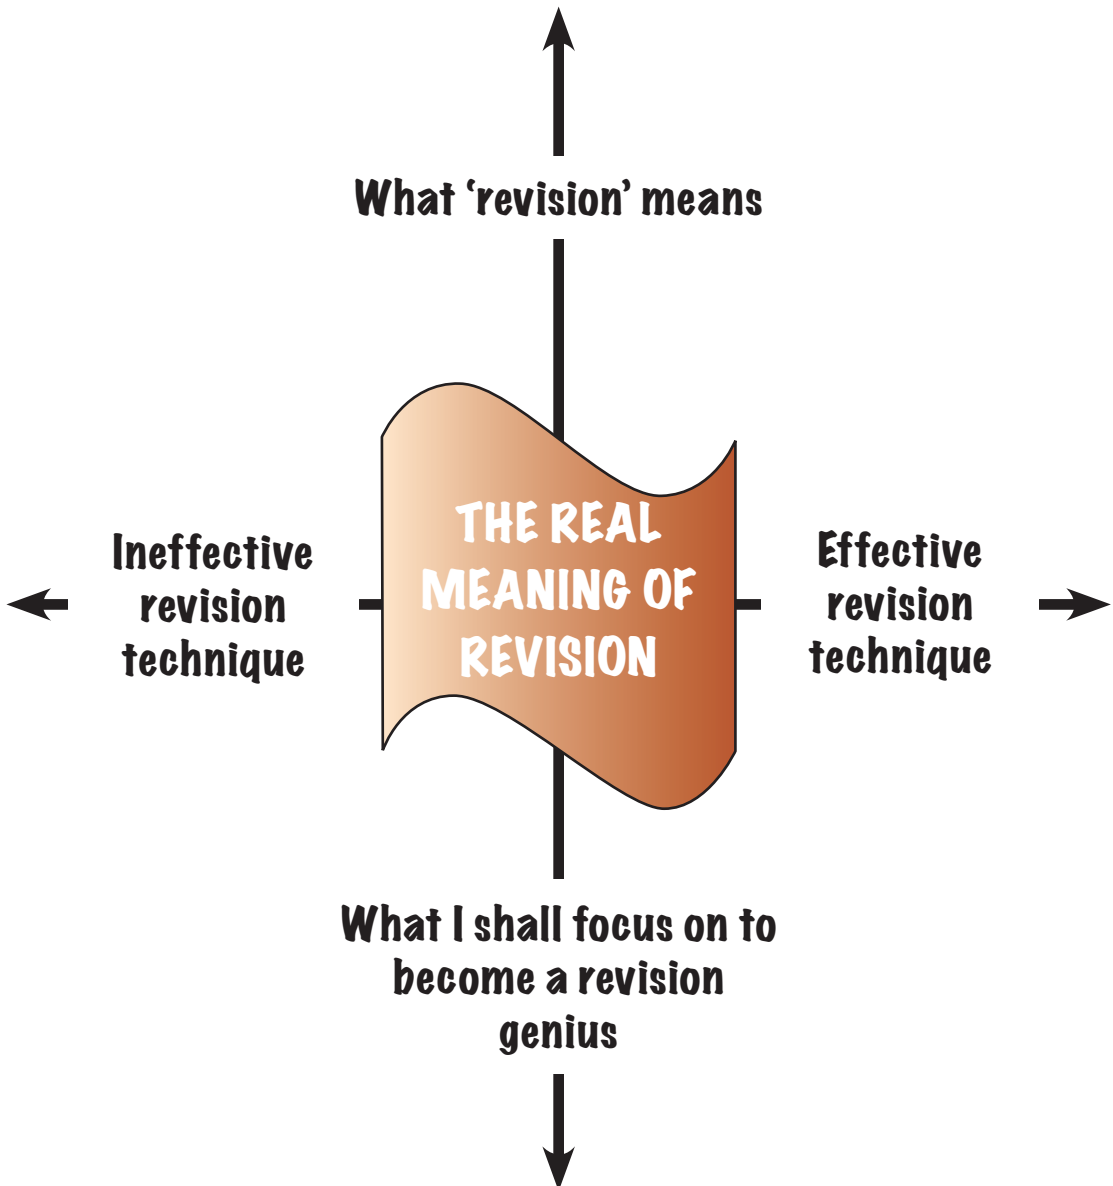 What ‘revision’ means
THE REAL
MEANING OF
REVISION
Ineffective
revision
technique
Effective
revision
technique
What I shall focus on to
become a revision
genius